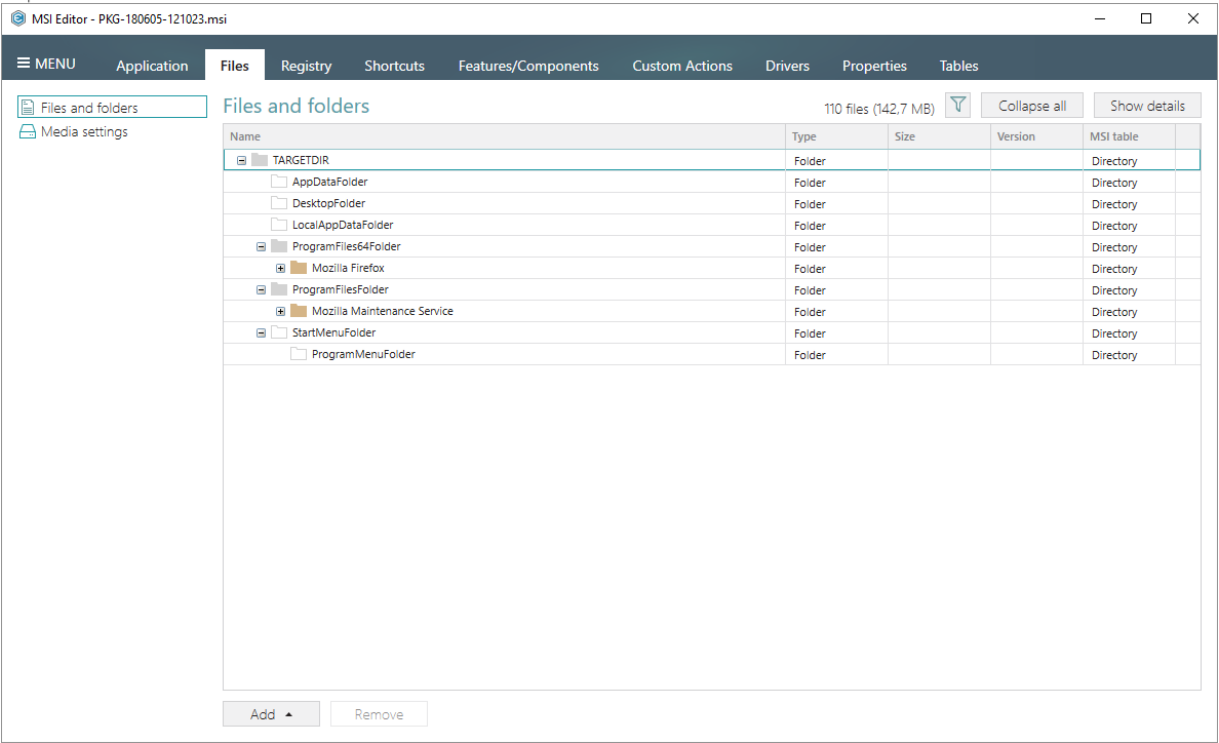 MSI Editor - PKG-180605-121023.msi
MENU Application Files Registry Shortcuts Features/Components Custom Actions Drivers Properties Tables
Files and folders
Media settings
Files and folders 110 files (142,7 MB) Collapse all Show details
Name Type Size Version MSI table
TARGETDIR Folder Directory
AppDataFolder Folder Directory
DesktopFolder Folder Directory
LocalAppDataFolder Folder Directory
ProgramFiles64Folder Folder Directory
Mozilla Firefox Folder Directory
ProgramFilesFolder Folder Directory
Mozilla Maintenance Service Folder Directory
StartMenuFolder Folder Directory
ProgramMenuFolder Folder Directory
Add Remove